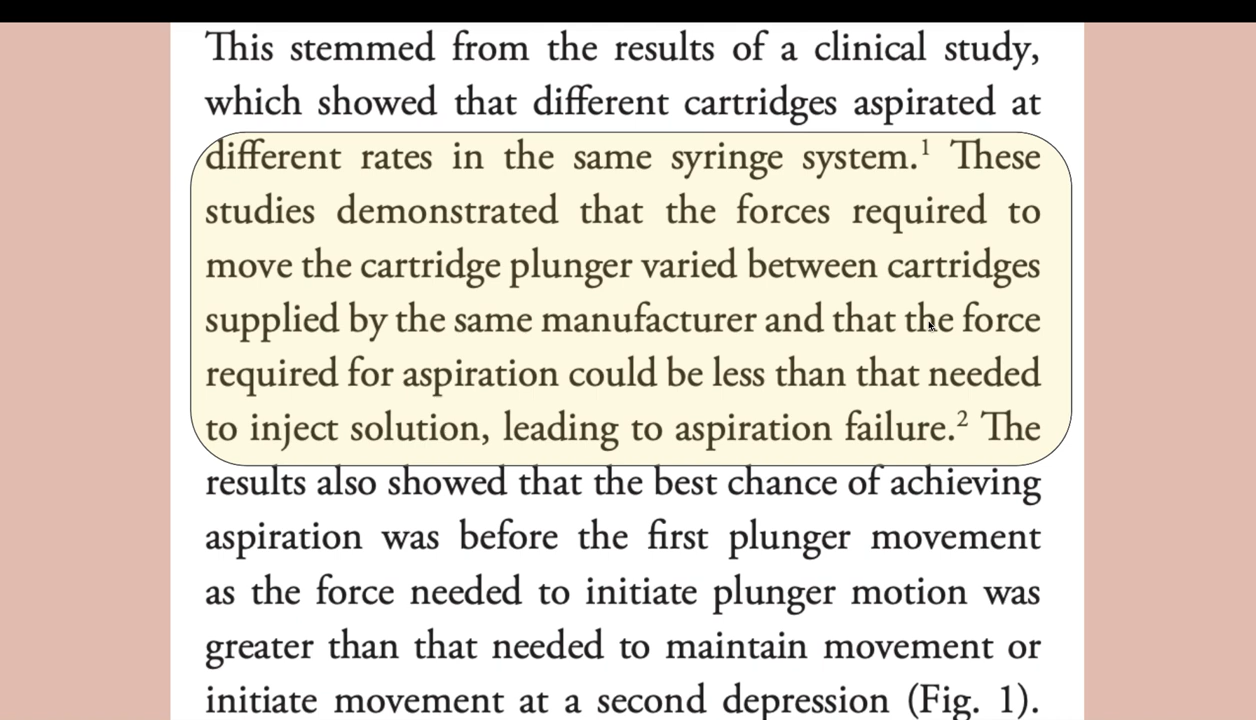 This stemmed from the results of a clinical study,
which showed that different cartridges aspirated at
different rates in the same syringe system.¹ These
studies demonstrated that the forces required to
move the cartridge plunger varied between cartridges
supplied by the same manufacturer and that the force
required for aspiration could be less than that needed
to inject solution, leading to aspiration failure.² The
results also showed that the best chance of achieving
aspiration was before the first plunger movement
as the force needed to initiate plunger motion was
greater than that needed to maintain movement or
initiate movement at a second depression (Fig. 1).